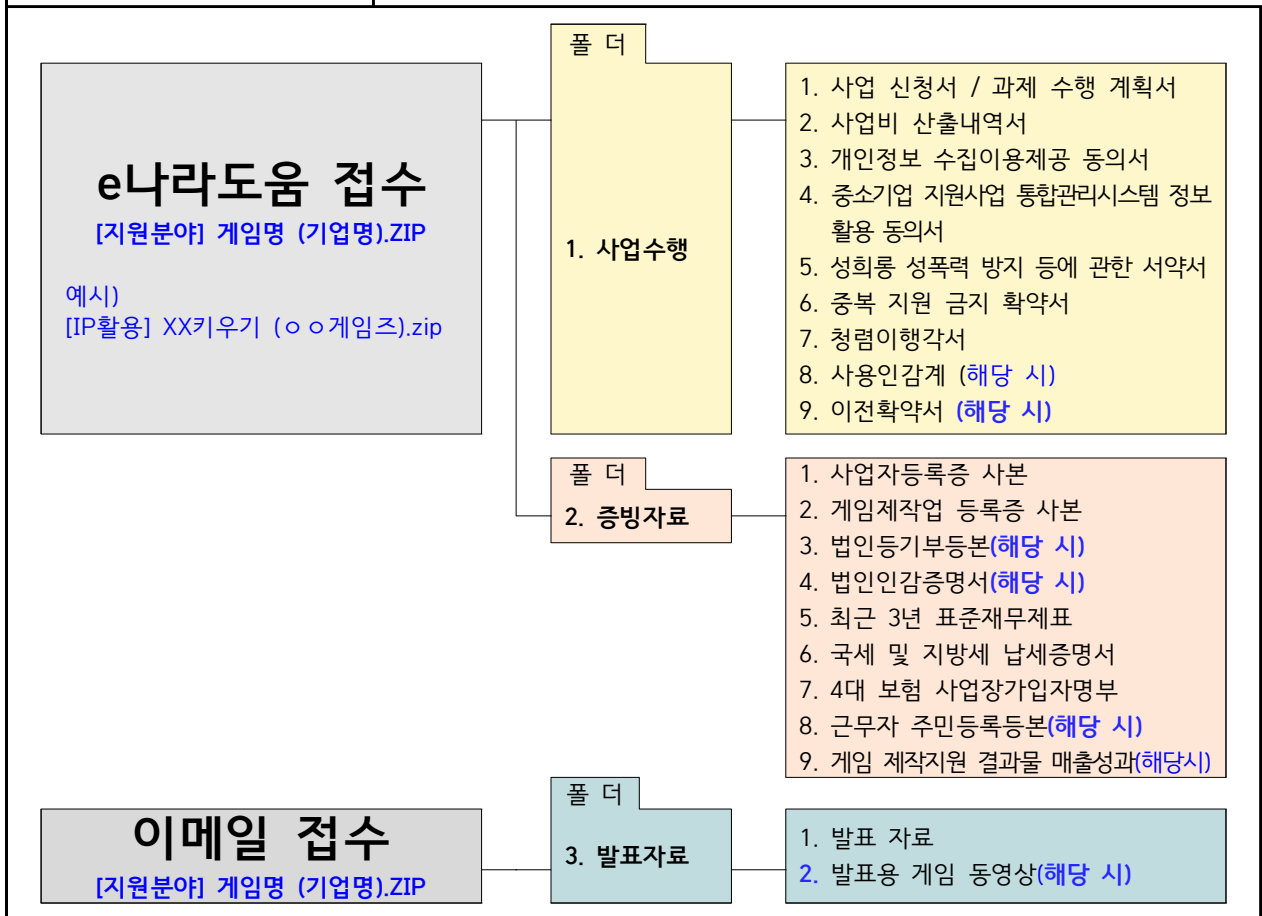 e나라도움 접수
[지원분야] 게임명 (기업명).ZIP
예시)
[IP활용] XX키우기 (ㅇㅇ게임즈).zip
폴 더
1. 사업수행
1. 사업 신청서 / 과제 수행 계획서
2. 사업비 산출내역서
3. 개인정보 수집이용제공 동의서
4. 중소기업 지원사업 통합관리시스템 정보
활용 동의서
5. 성희롱 성폭력 방지 등에 관한 서약서
6. 중복 지원 금지 확약서
7. 청렴이행각서
8. 사용인감계 (해당 시)
9. 이전확약서 (해당 시)
폴 더
2. 증빙자료
1. 사업자등록증 사본
2. 게임제작업 등록증 사본
3. 법인등기부등본(해당 시)
4. 법인인감증명서(해당 시)
5. 최근 3년 표준재무제표
6. 국세 및 지방세 납세증명서
7. 4대 보험 사업장가입자명부
8. 근무자 주민등록등본(해당 시)
9. 게임 제작지원 결과물 매출성과(해당시)
이메일 접수
[지원분야] 게임명 (기업명).ZIP
폴 더
3. 발표자료
1. 발표 자료
2. 발표용 게임 동영상(해당 시)